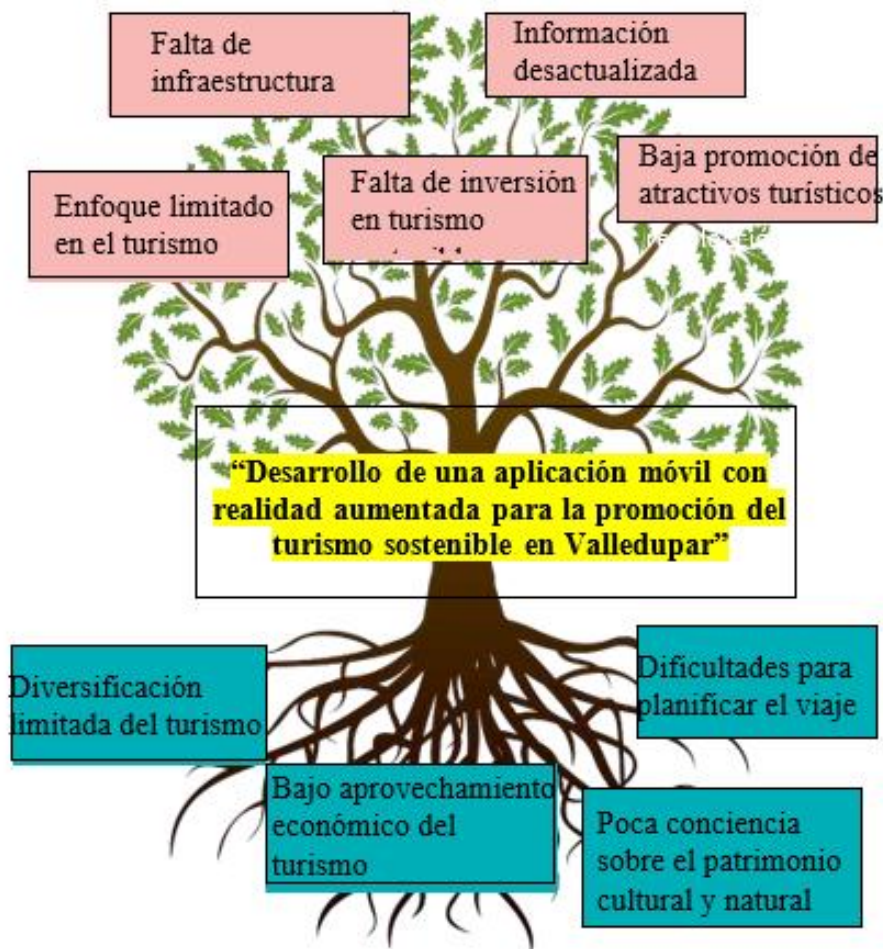 Falta de
infraestructura
Información
desactualizada
Enfoque limitado
en el turismo
Falta de inversión
en turismo
Baja promoción de
atractivos turísticos
“Desarrollo de una aplicación móvil con
realidad aumentada para la promoción del
turismo sostenible en Valledupar”
Diversificación
limitada del turismo
Dificultades para
planificar el viaje
Bajo aprovechamiento
económico del
turismo
Poca conciencia
sobre el patrimonio
cultural y natural